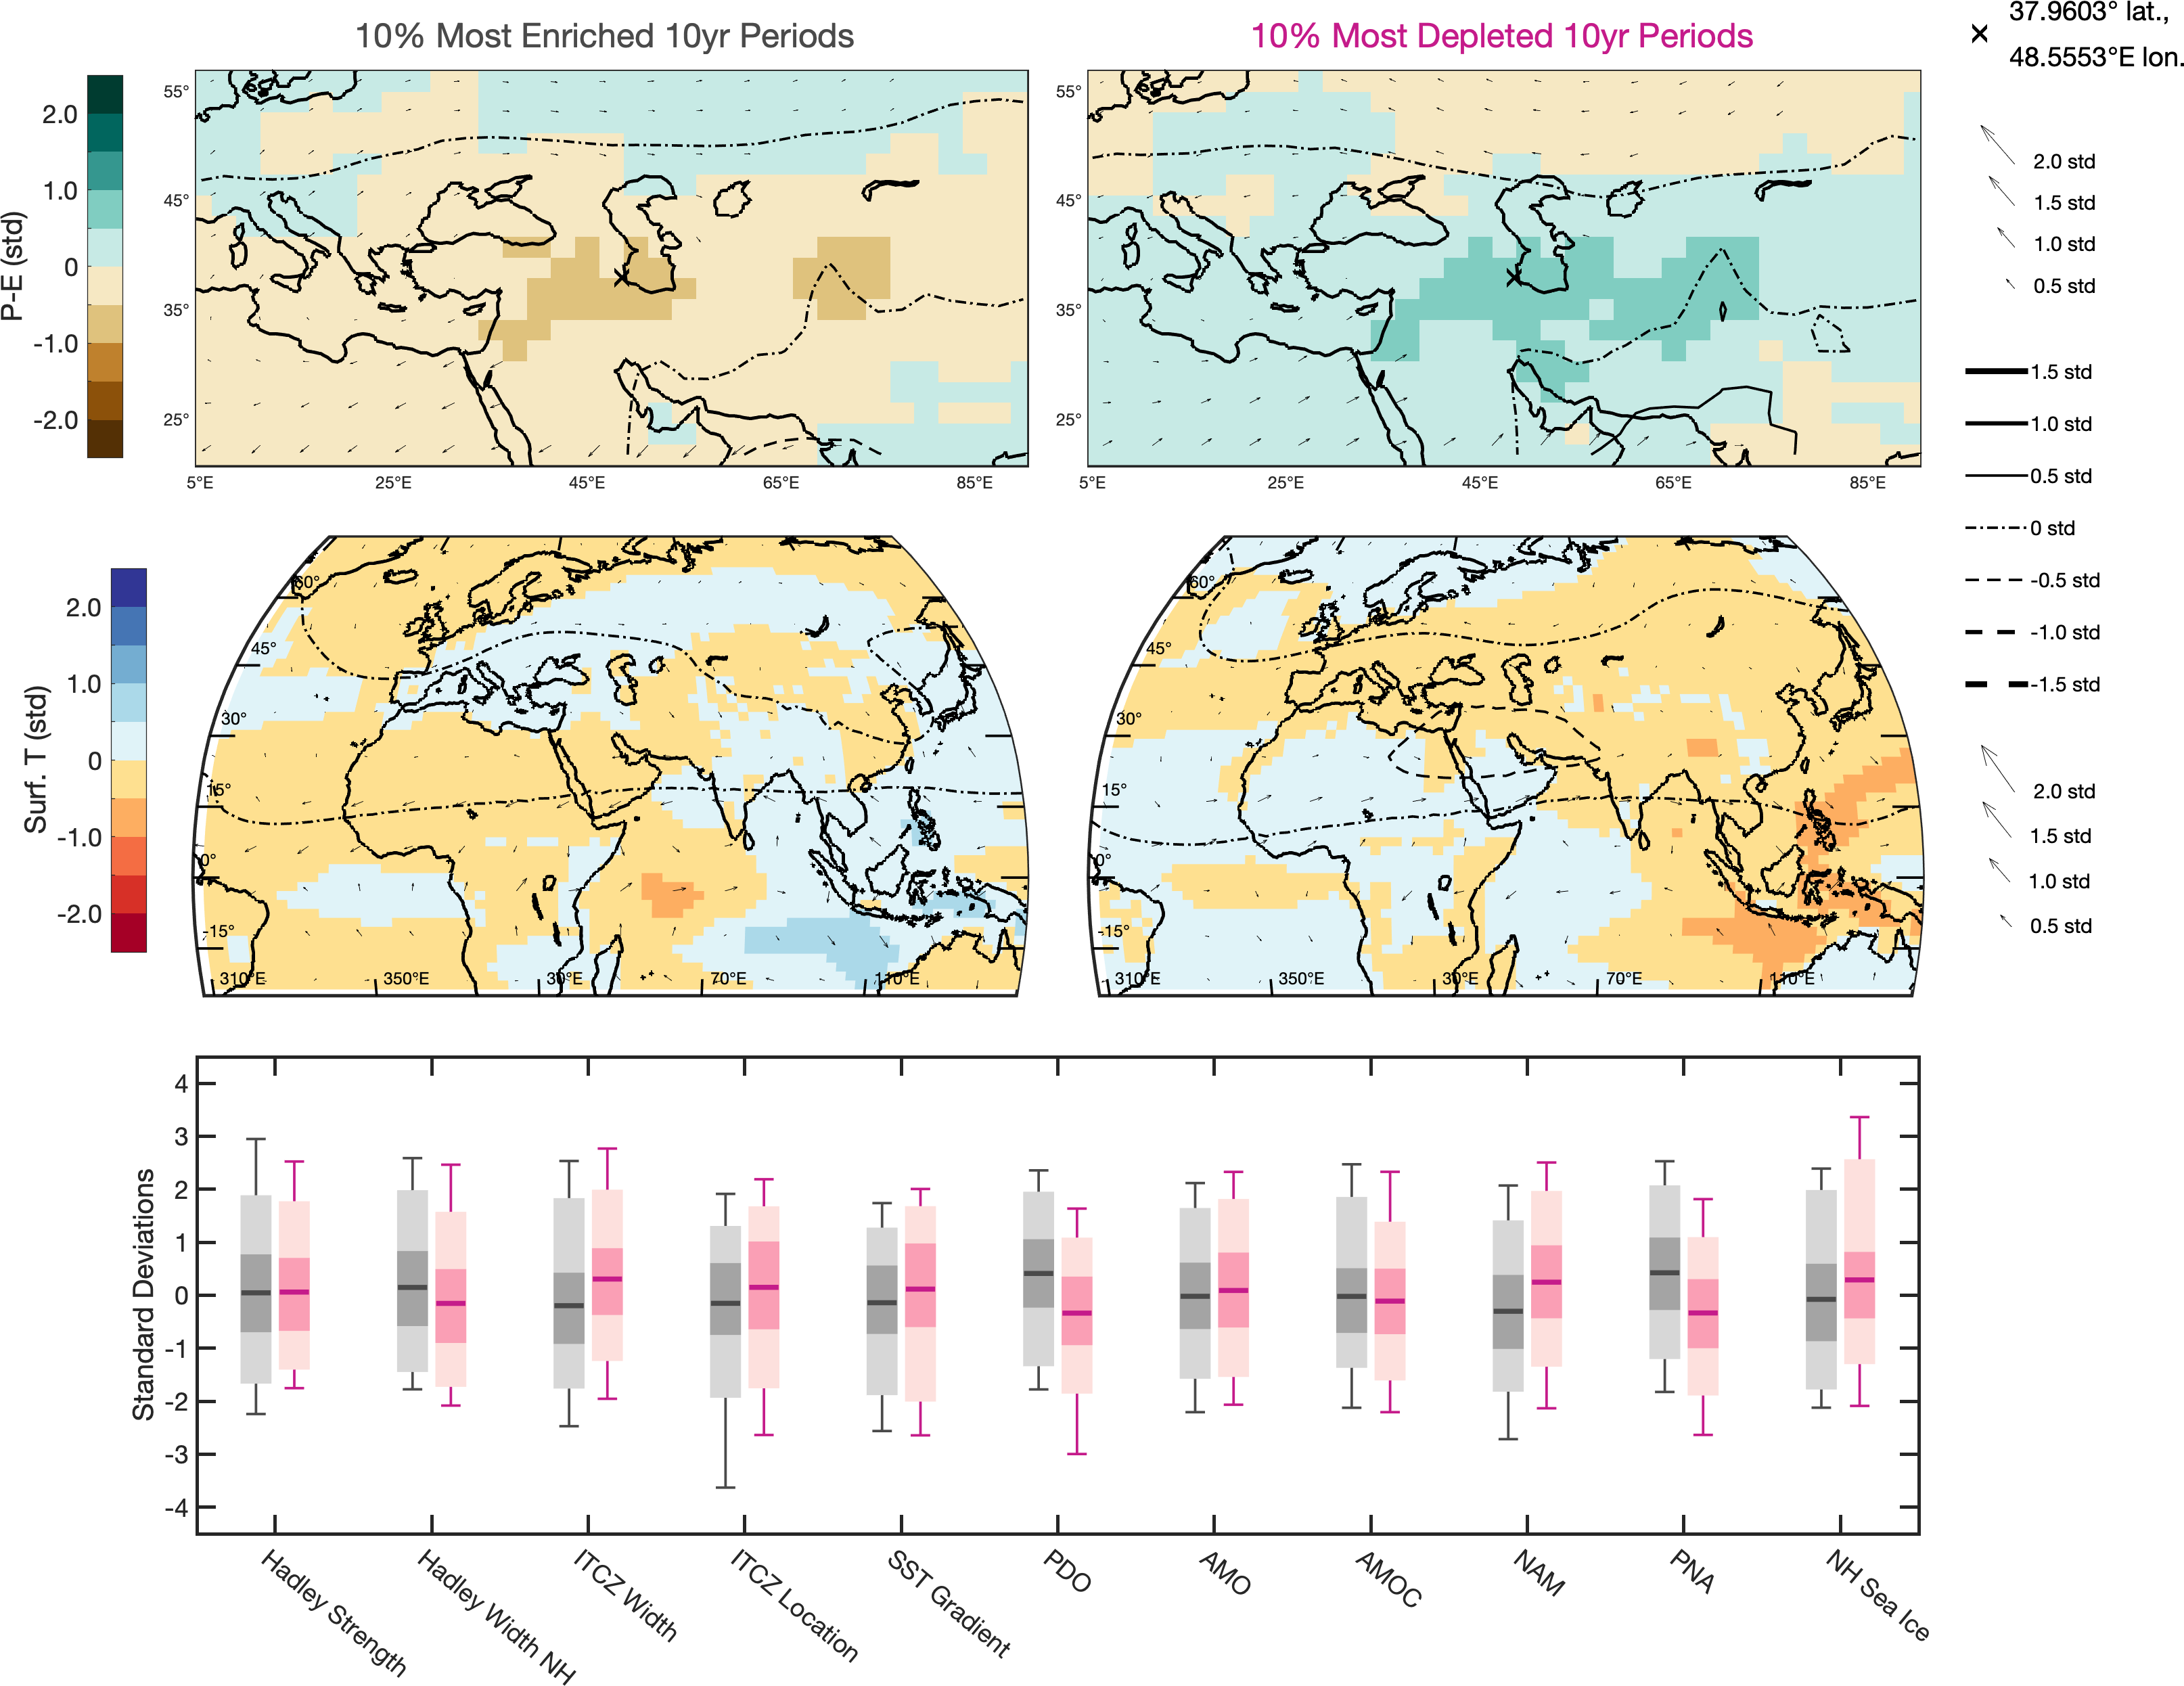 10% Most Enriched 10yr Periods
10% Most Depleted 10yr Periods
37.9603° lat.,
48.5553°E lon.
P-E (std)
2.0
1.0
0
-1.0
-2.0
55°
45°
35°
25°
5°E 25°E 45°E 65°E 85°E
55°
45°
35°
25°
5°E 25°E 45°E 65°E 85°E
2.0 std
1.5 std
1.0 std
0.5 std
1.5 std
1.0 std
0.5 std
0 std
-0.5 std
-1.0 std
-1.5 std
2.0 std
1.5 std
1.0 std
0.5 std
Surf. T (std)
2.0
1.0
0
-1.0
-2.0
60°
45°
30°
15°
0°
-15°
310°E 350°E 30°E 70°E 110°E
60°
45°
30°
15°
0°
-15°
310°E 350°E 30°E 70°E 110°E
Standard Deviations
4
3
2
1
0
-1
-2
-3
-4
Hadley Strength
Hadley Width NH
ITCZ Width
ITCZ Location
SST Gradient
PDO
AMO
AMOC
NAM
PNA
NH Sea Ice